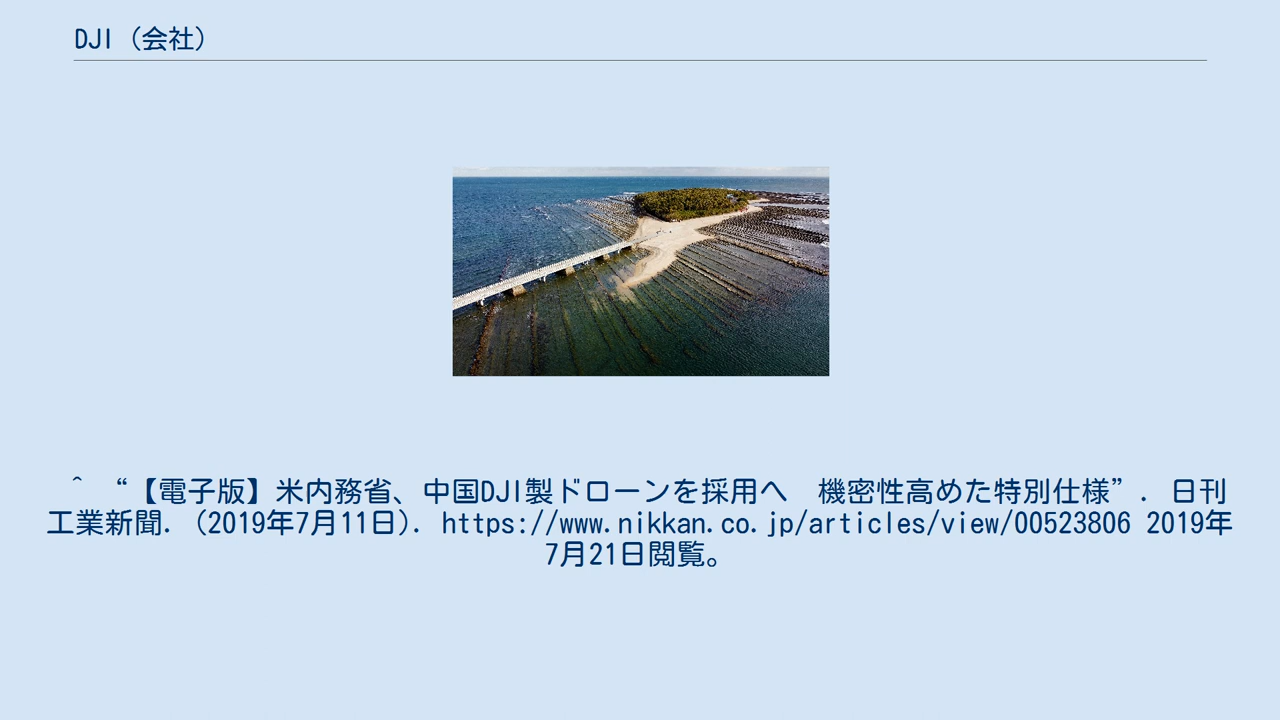 DJI（会社）
^ “【電子版】米内務省、中国DJI製ドローンを採用へ　機密性高めた特別仕様”. 日刊
工業新聞. (2019年7月11日). https://www.nikkan.co.jp/articles/view/00523806 2019年
7月21日閲覧。